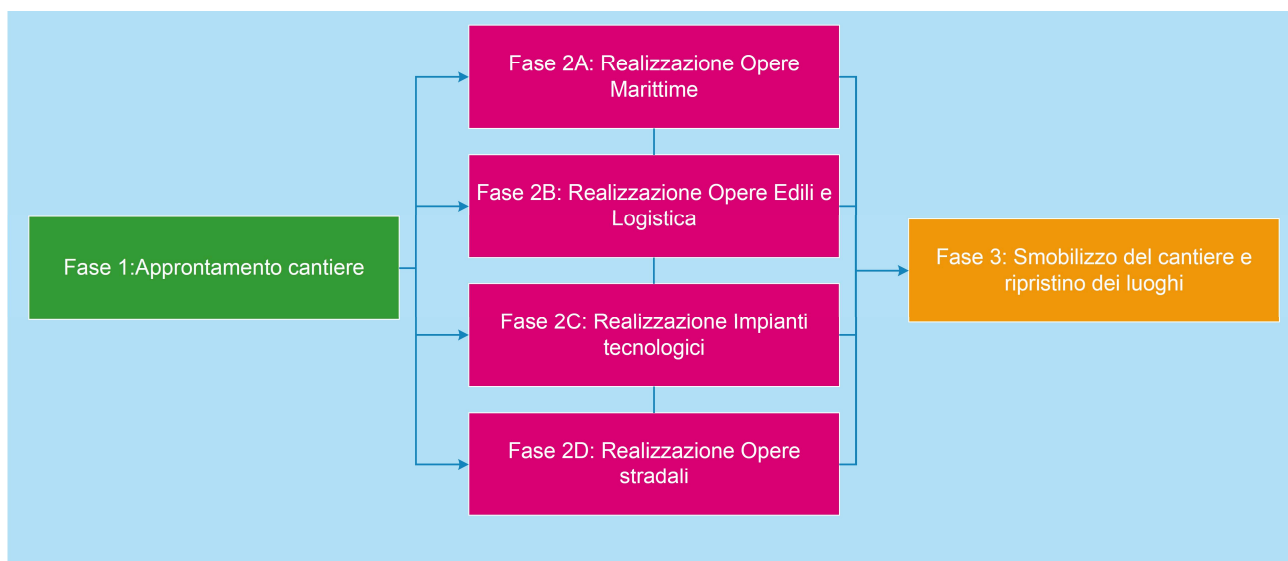 Fase 2A: Realizzazione Opere
Marittime
Fase 2B: Realizzazione Opere Edili e
Logistica
Fase 1:Approntamento cantiere
Fase 2C: Realizzazione Impianti
tecnologici
Fase 2D: Realizzazione Opere
stradali
Fase 3: Smobilizzo del cantiere e
ripristino dei luoghi